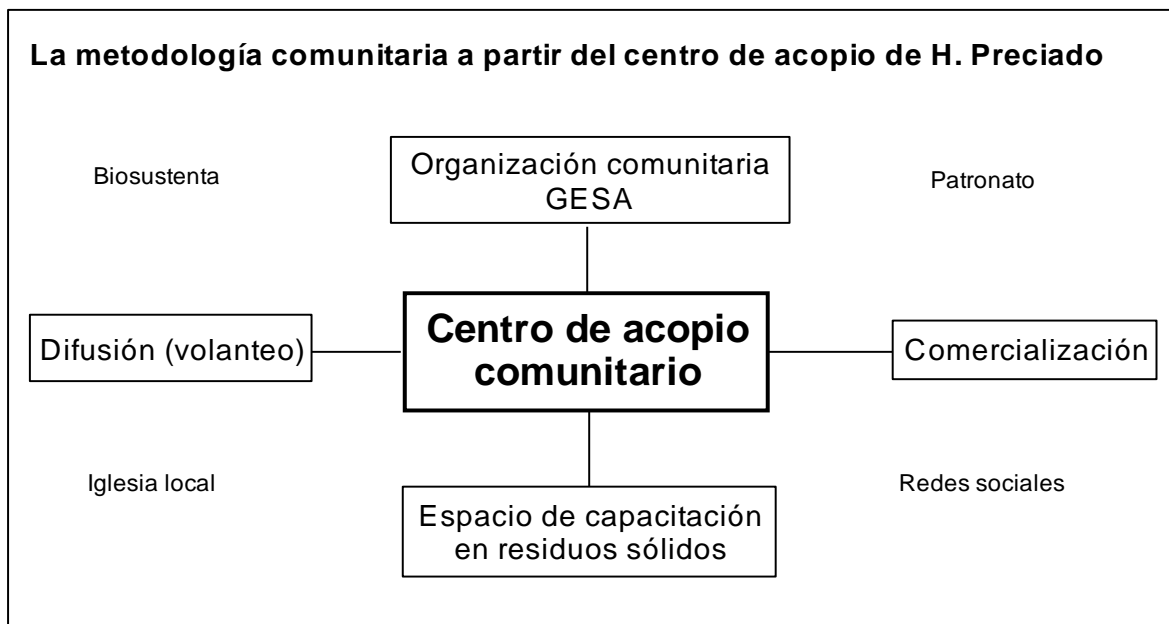 La metodología comunitaria a partir del centro de acopio de H. Preciado
Biosustenta
Organización comunitaria
GESA
Patronato
Difusión (volanteo)
Centro de acopio
comunitario
Comercialización
Iglesia local
Espacio de capacitación
en residuos sólidos
Redes sociales